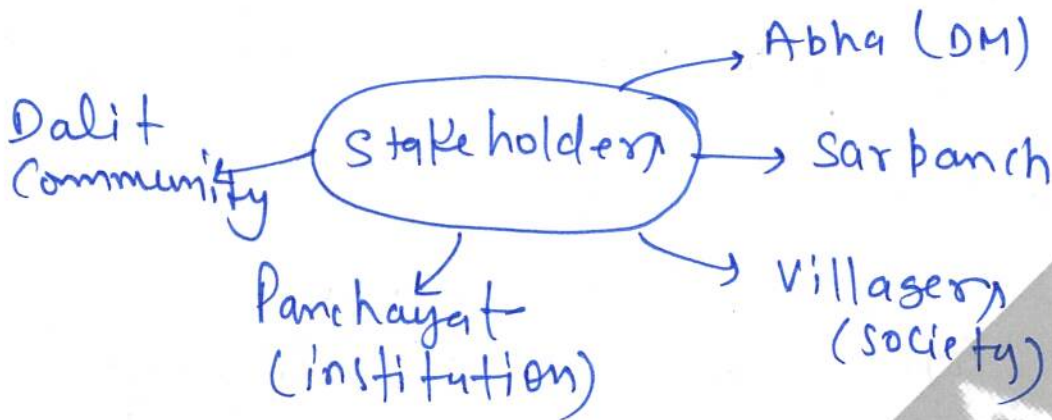 Abha (DM)
Dalit
Community
Stakeholders
Sarpanch
Panchayat
(institution)
Villagers
(society)